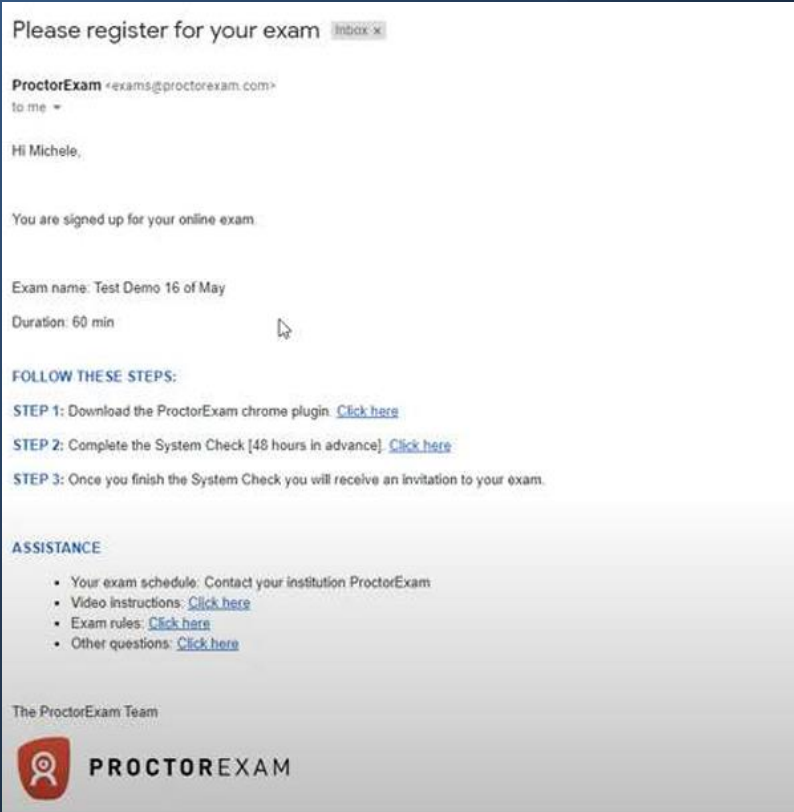 Please register for your exam Inbox x
ProctorExam <exams@proctorexam.com>
to me
Hi Michele,
You are signed up for your online exam.
Exam name: Test Demo 16 of May
Duration: 60 min
FOLLOW THESE STEPS:
STEP 1: Download the ProctorExam chrome plugin. Click here
STEP 2: Complete the System Check [48 hours in advance]. Click here
STEP 3: Once you finish the System Check you will receive an invitation to your exam.
ASSISTANCE
• Your exam schedule: Contact your institution ProctorExam
• Video instructions: Click here
• Exam rules: Click here
• Other questions: Click here
The ProctorExam Team
PROCTOREXAM